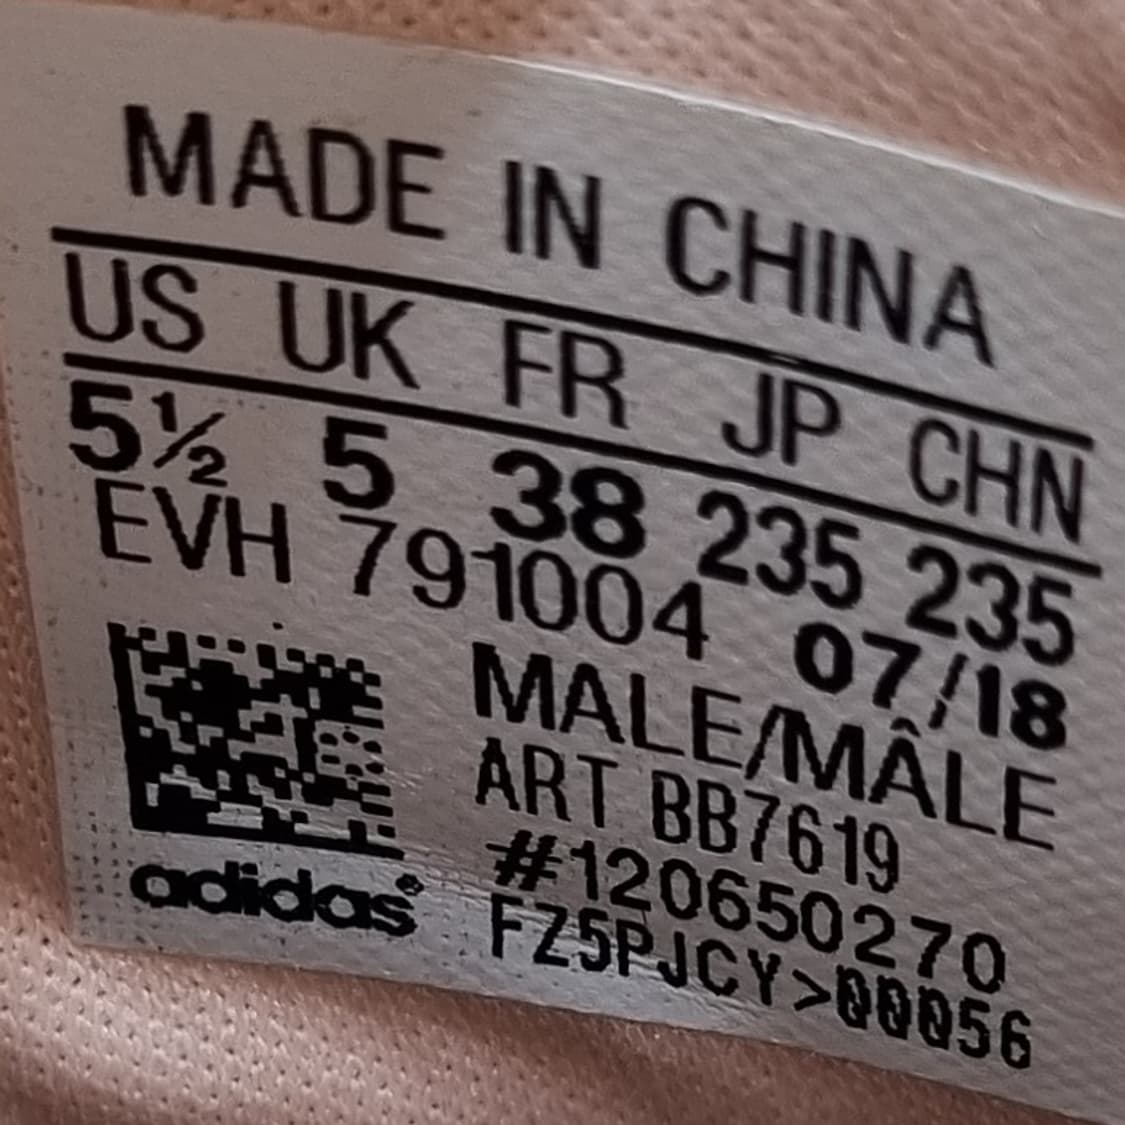 MADE IN CHINA
US UK FR JP CHN
5½ 5 38 235 235
EVH 791004 07/18
MALE/MÂLE
ART BB7619
#120650270
adidas®
FZ5PJCY>00056